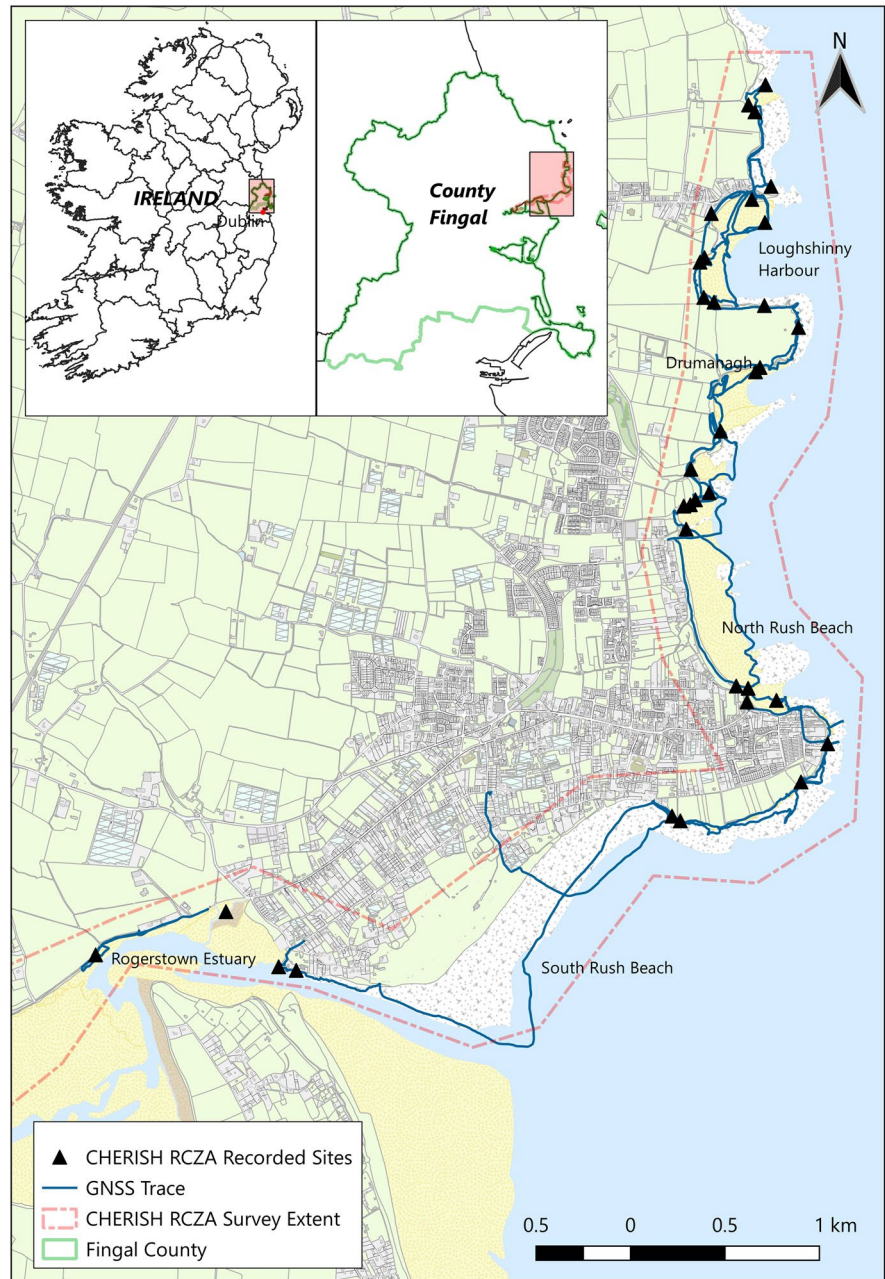 IRELAND
Dublin
County
Fingal
N
Loughshinny
Harbour
Drumahagh
North Rush Beach
South Rush Beach
Rogerstown Estuary
CHERISH RCZA Recorded Sites
GNSS Trace
CHERISH RCZA Survey Extent
Fingal County
0.5 0 0.5 1 km